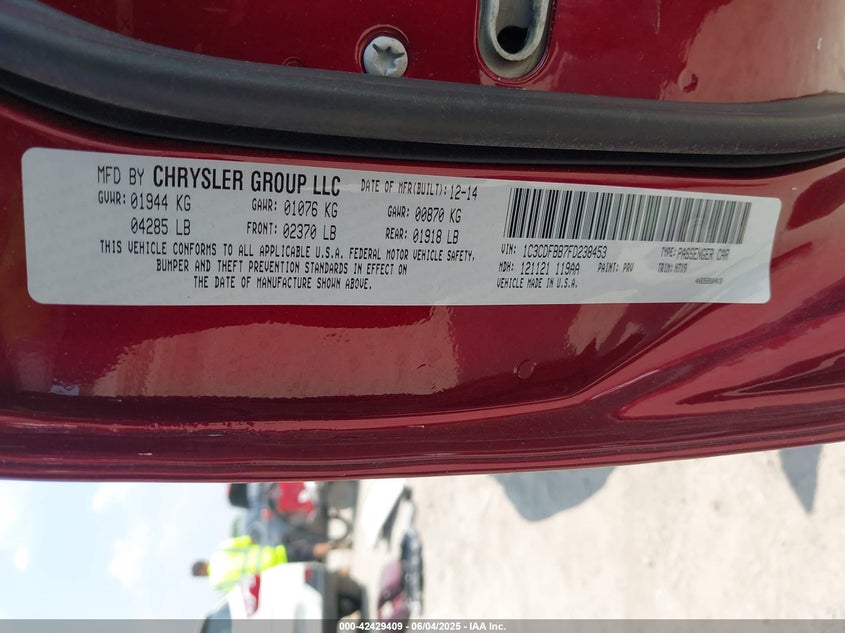 MFD BY CHRYSLER GROUP LLC DATE OF MFR(BUILT):12-14
GVWR: 01944 KG GAWR: 01076 KG GAWR: 00870 KG
04285 LB FRONT: 02370 LB REAR: 01918 LB
THIS VEHICLE CONFORMS TO ALL APPLICABLE U.S.A. FEDERAL MOTOR VEHICLE SAFETY,
BUMPER AND THEFT PREVENTION STANDARDS IN EFFECT ON
THE DATE OF MANUFACTURE SHOWN ABOVE.
VIN: 1C3CDFBB7FD238453 TYPE: PASSENGER CAR
MDH: 121121 119AA PAINT: PRV TRIM:
VEHICLE MADE IN U.S.A.
000-42429409 - 06/04/2025 - IAA Inc.